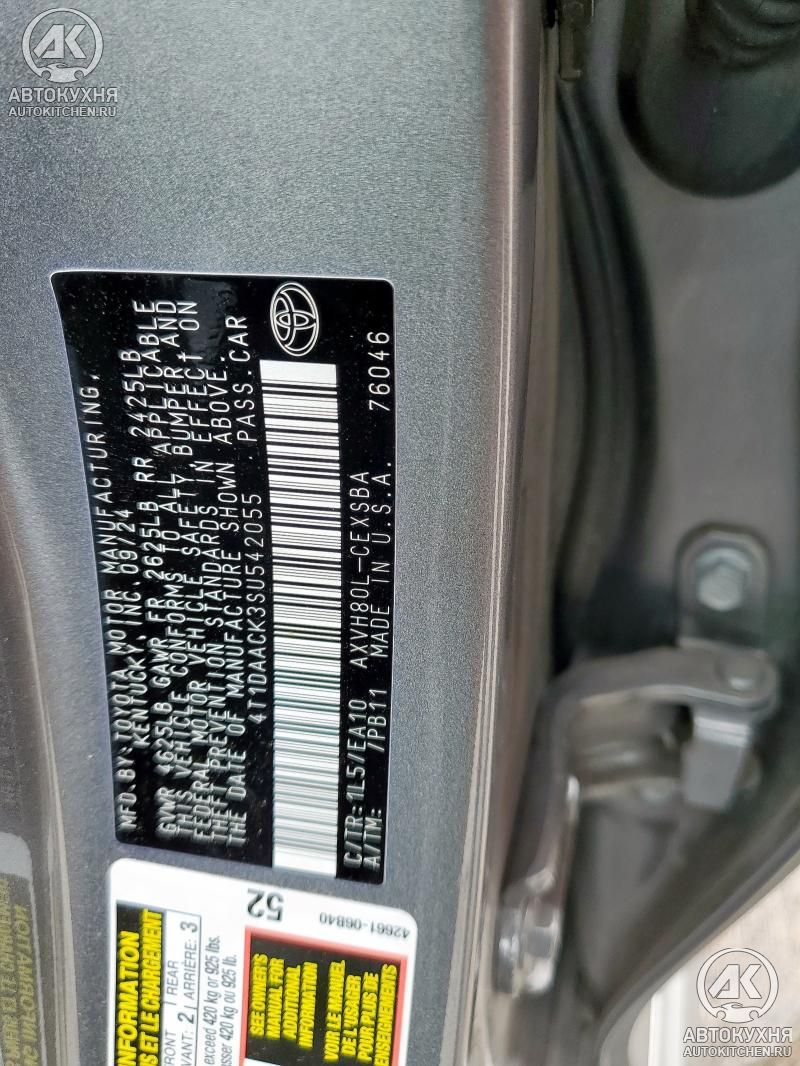 АВТОКУХНЯ
AUTOKITCHEN.RU
MFD.BY:TOYOTA MOTOR MANUFACTURING,
KENTUCKY, INC. 09/24
GVWR 4625LB GAWR FR 2625LB RR 2425LB
THIS VEHICLE CONFORMS TO ALL APPLICABLE
FEDERAL MOTOR VEHICLE SAFETY, BUMPER AND
THEFT PREVENTION STANDARDS IN EFFECT ON
THE DATE OF MANUFACTURE SHOWN ABOVE.
4T1DAACK3SU542055 PASS.CAR
C/TR: 1L5/EA10 AXVH80L-CEXSBA
A/TM: /PB11 MADE IN U.S.A. 76046
52
42661-06B40
INFORMATION
ET LE CHARGEMENT
2
REAR
ARRIÈRE: 3
exceed 420 kg or 925 lbs.
420 kg ou 925 lb.
SEE OWNER'S
MANUAL FOR
ADDITIONAL
INFORMATION
VOIR LE MANUEL
DE L'USAGER
POUR PLUS DE
RENSEIGNEMENTS
АВТОКУХНЯ
AUTOKITCHEN.RU